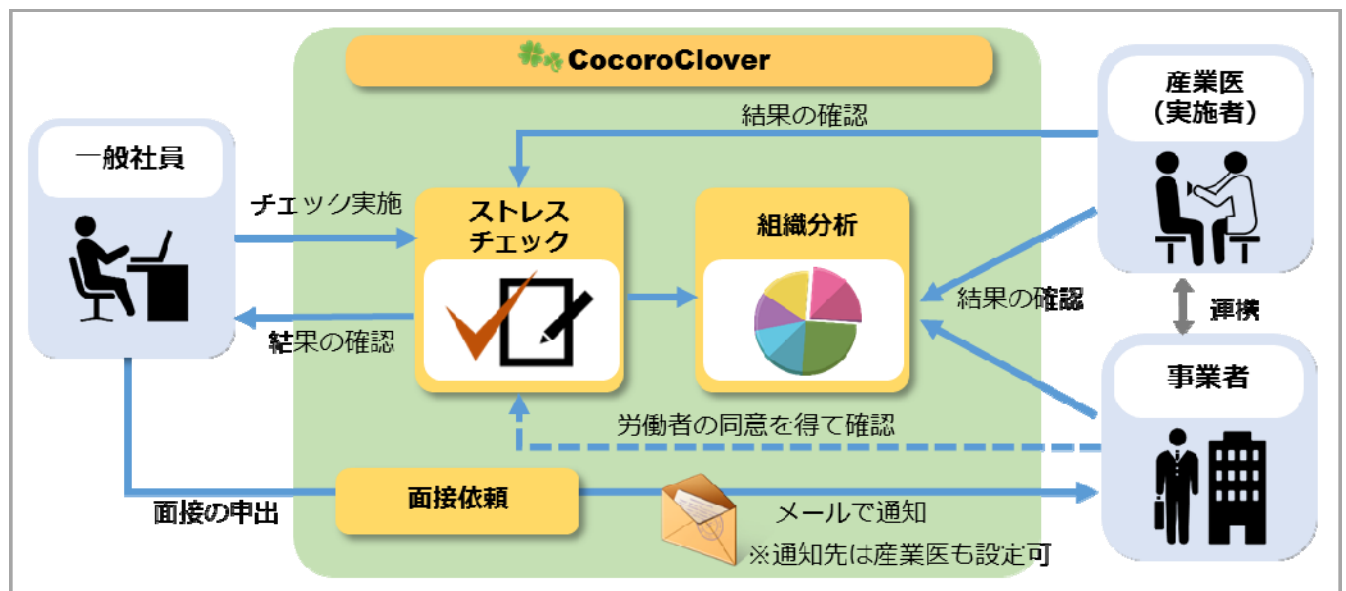 CocoroClover
産業医
(実施者)
結果の確認
一般社員
チェック実施
ストレス
チェック
組織分析
結果の確認
結果の確認
連携
事業者
労働者の同意を得て確認
面接依頼
面接の申出
メールで通知
※通知先は産業医も設定可